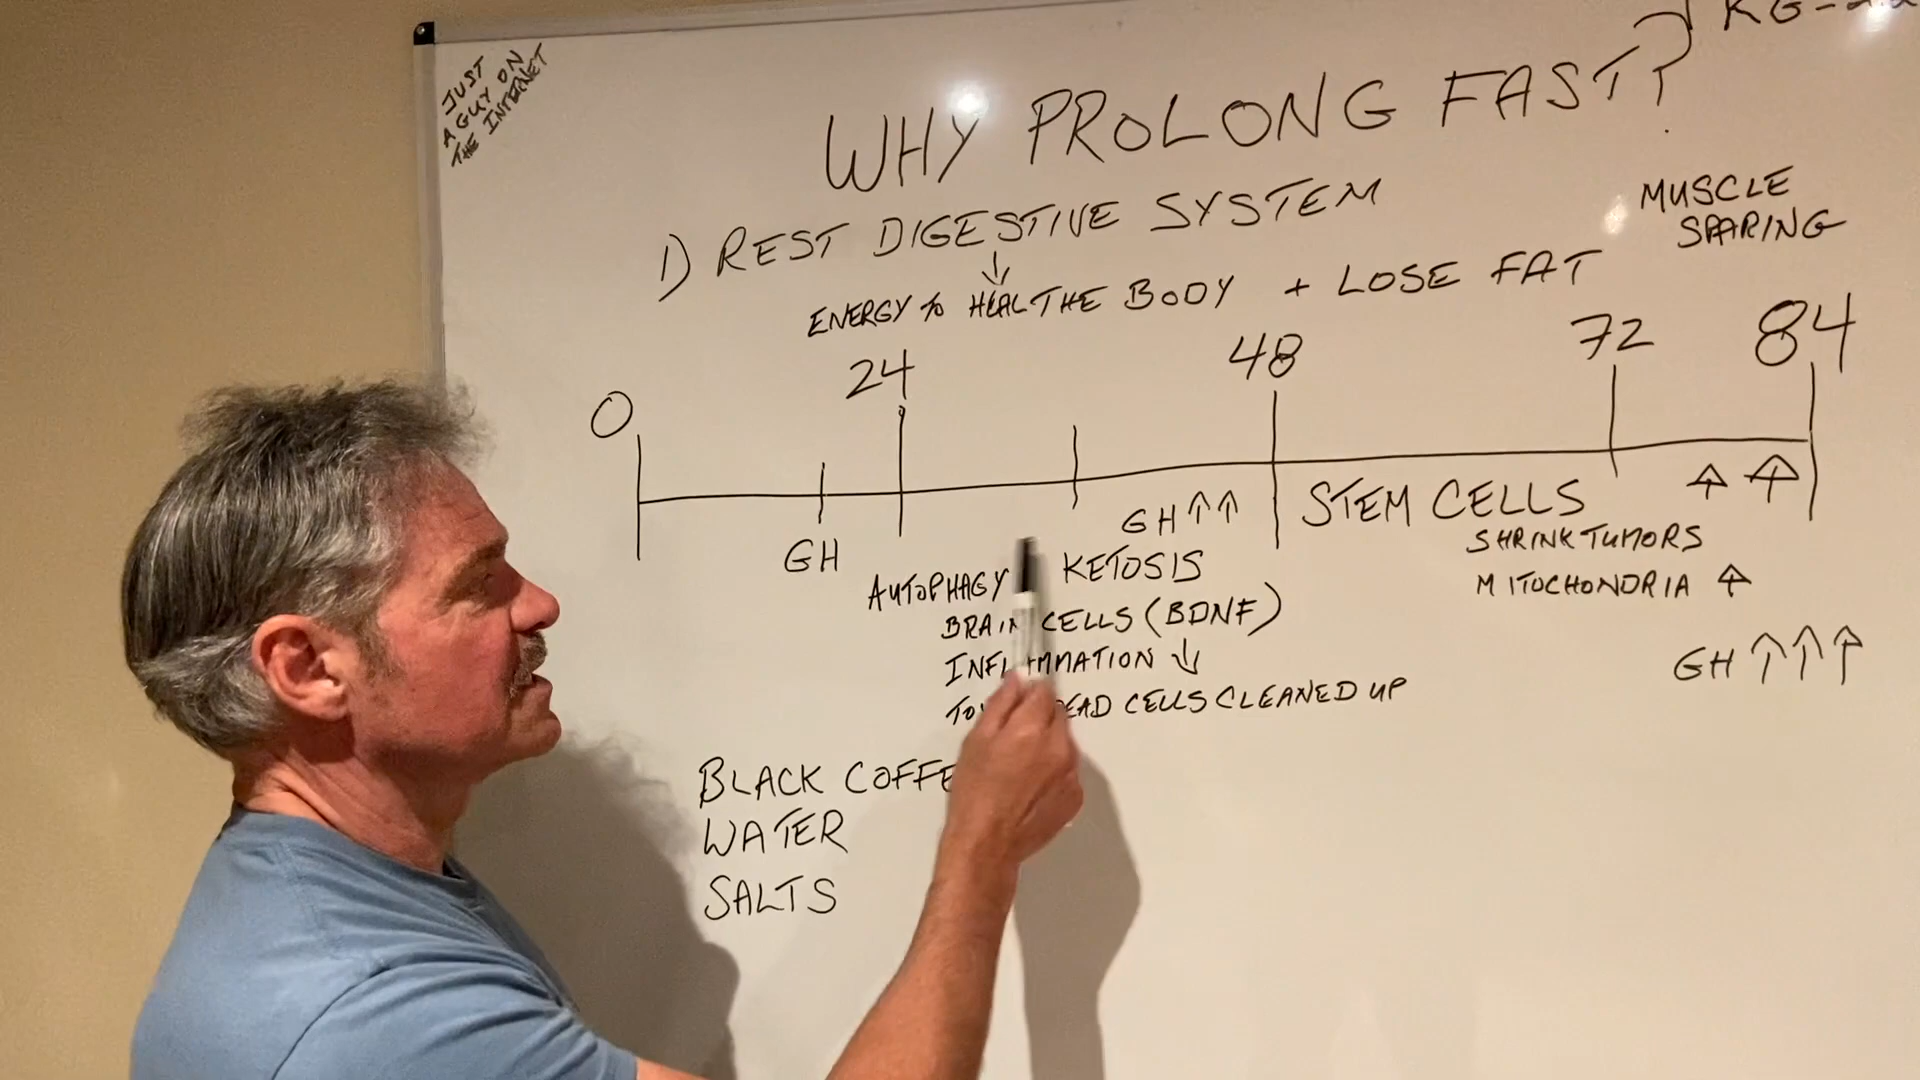 JUST
A GUY ON
THE INTERNET
KG-
WHY PROLONG FAST?
1) REST DIGESTIVE SYSTEM
↓
ENERGY TO HEAL THE BODY + LOSE FAT
MUSCLE
SPARING
0 24 48 72 84
GH
GH ↑↑
STEM CELLS ↑ ↑
SHRINK TUMORS
MITOCHONDRIA ↑
AUTOPHAGY KETOSIS
BRAIN CELLS (BDNF)
INFLAMMATION ↓
CELLS CLEANED UP
GH ↑↑↑
BLACK COFFE
WATER
SALTS